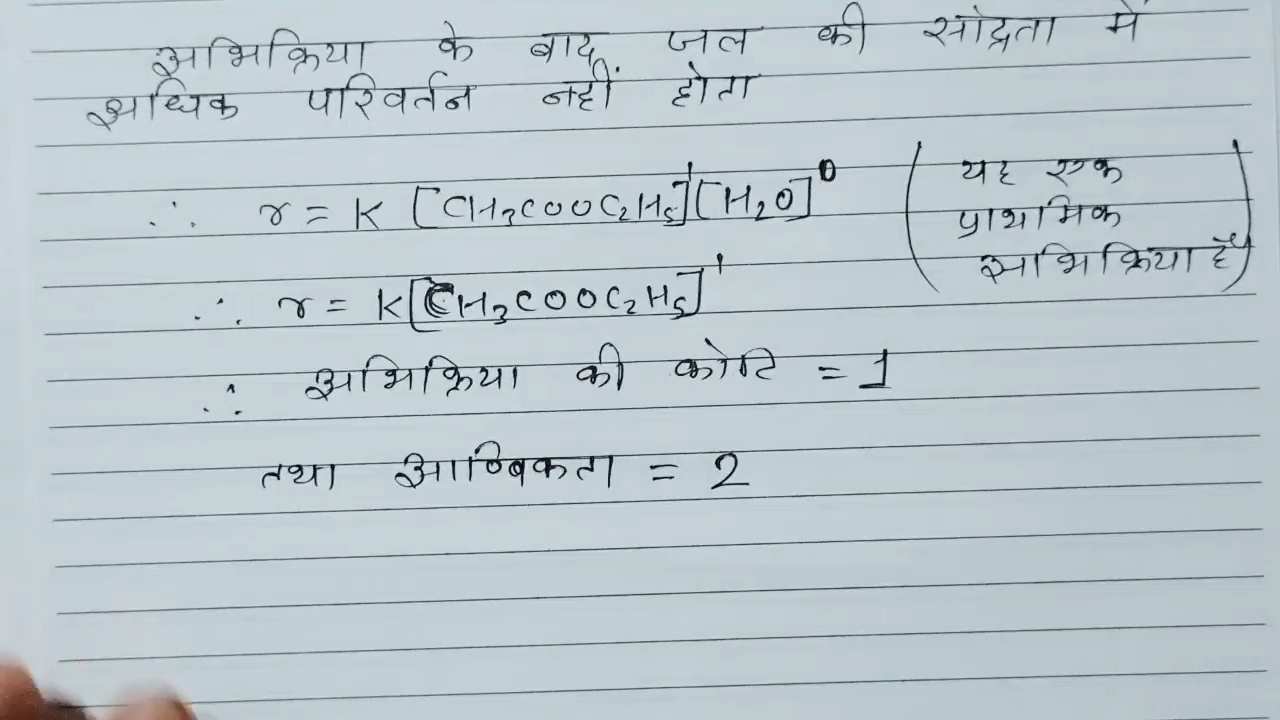 अभिक्रिया के बाद जल की सांद्रता में
अधिक परिवर्तन नहीं होता
∴ r = K [CH₃COOC₂H₅]¹[H₂O]⁰
(यह एक
प्राथमिक
अभिक्रिया है)
∴ r = K[CH₃COOC₂H₅]¹
∴ अभिक्रिया की कोटि = 1
तथा आण्विकता = 2